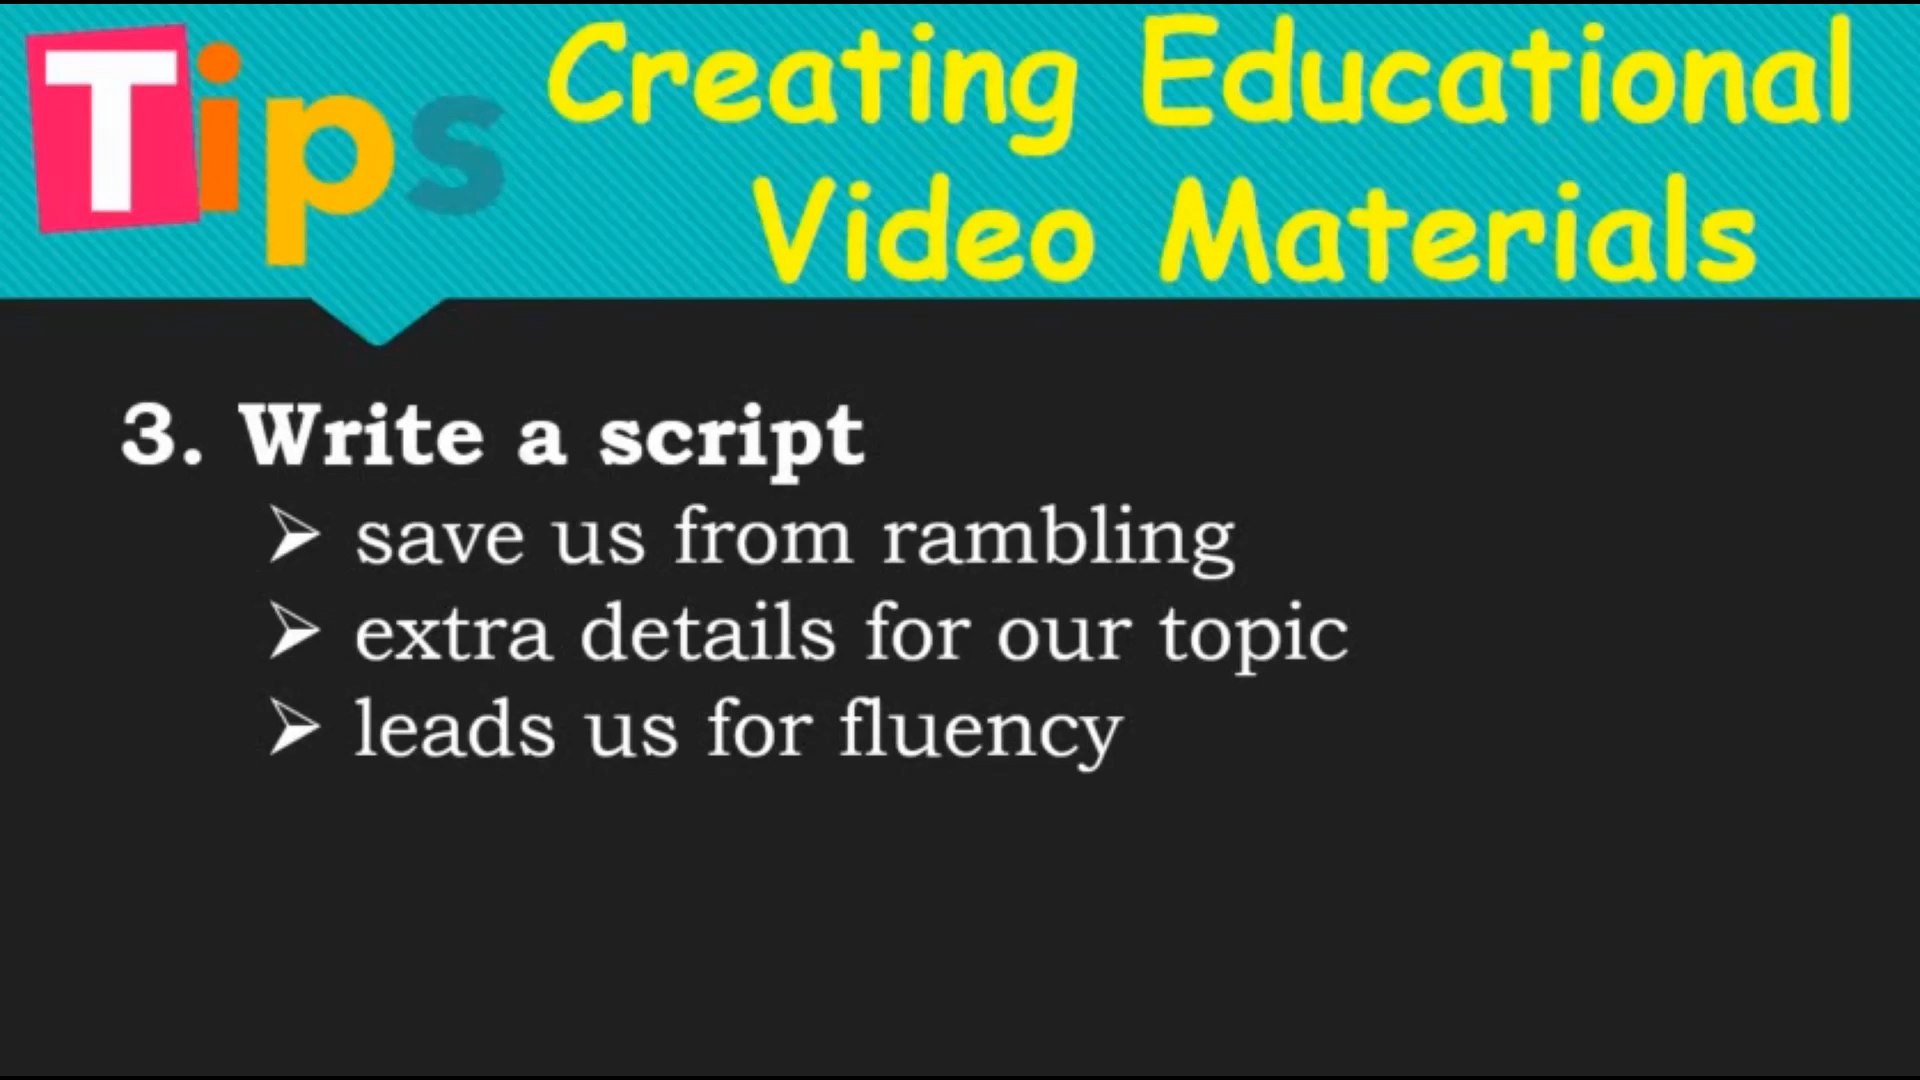 Tips
Creating Educational
Video Materials
3. Write a script
➢ save us from rambling
➢ extra details for our topic
➢ leads us for fluency